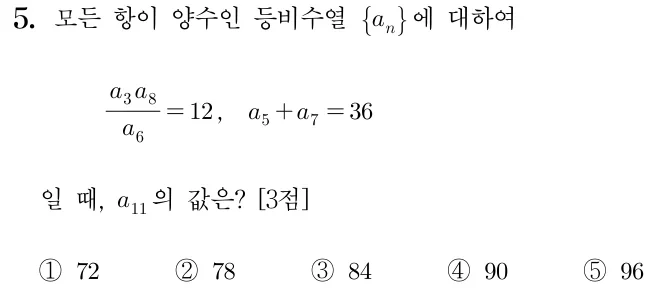 5. 모든 항이 양수인 등비수열 {aₙ}에 대하여
a₃a₈/a₆ = 12, a₅ + a₇ = 36
일 때, a₁₁의 값은? [3점]
① 72 ② 78 ③ 84 ④ 90 ⑤ 96